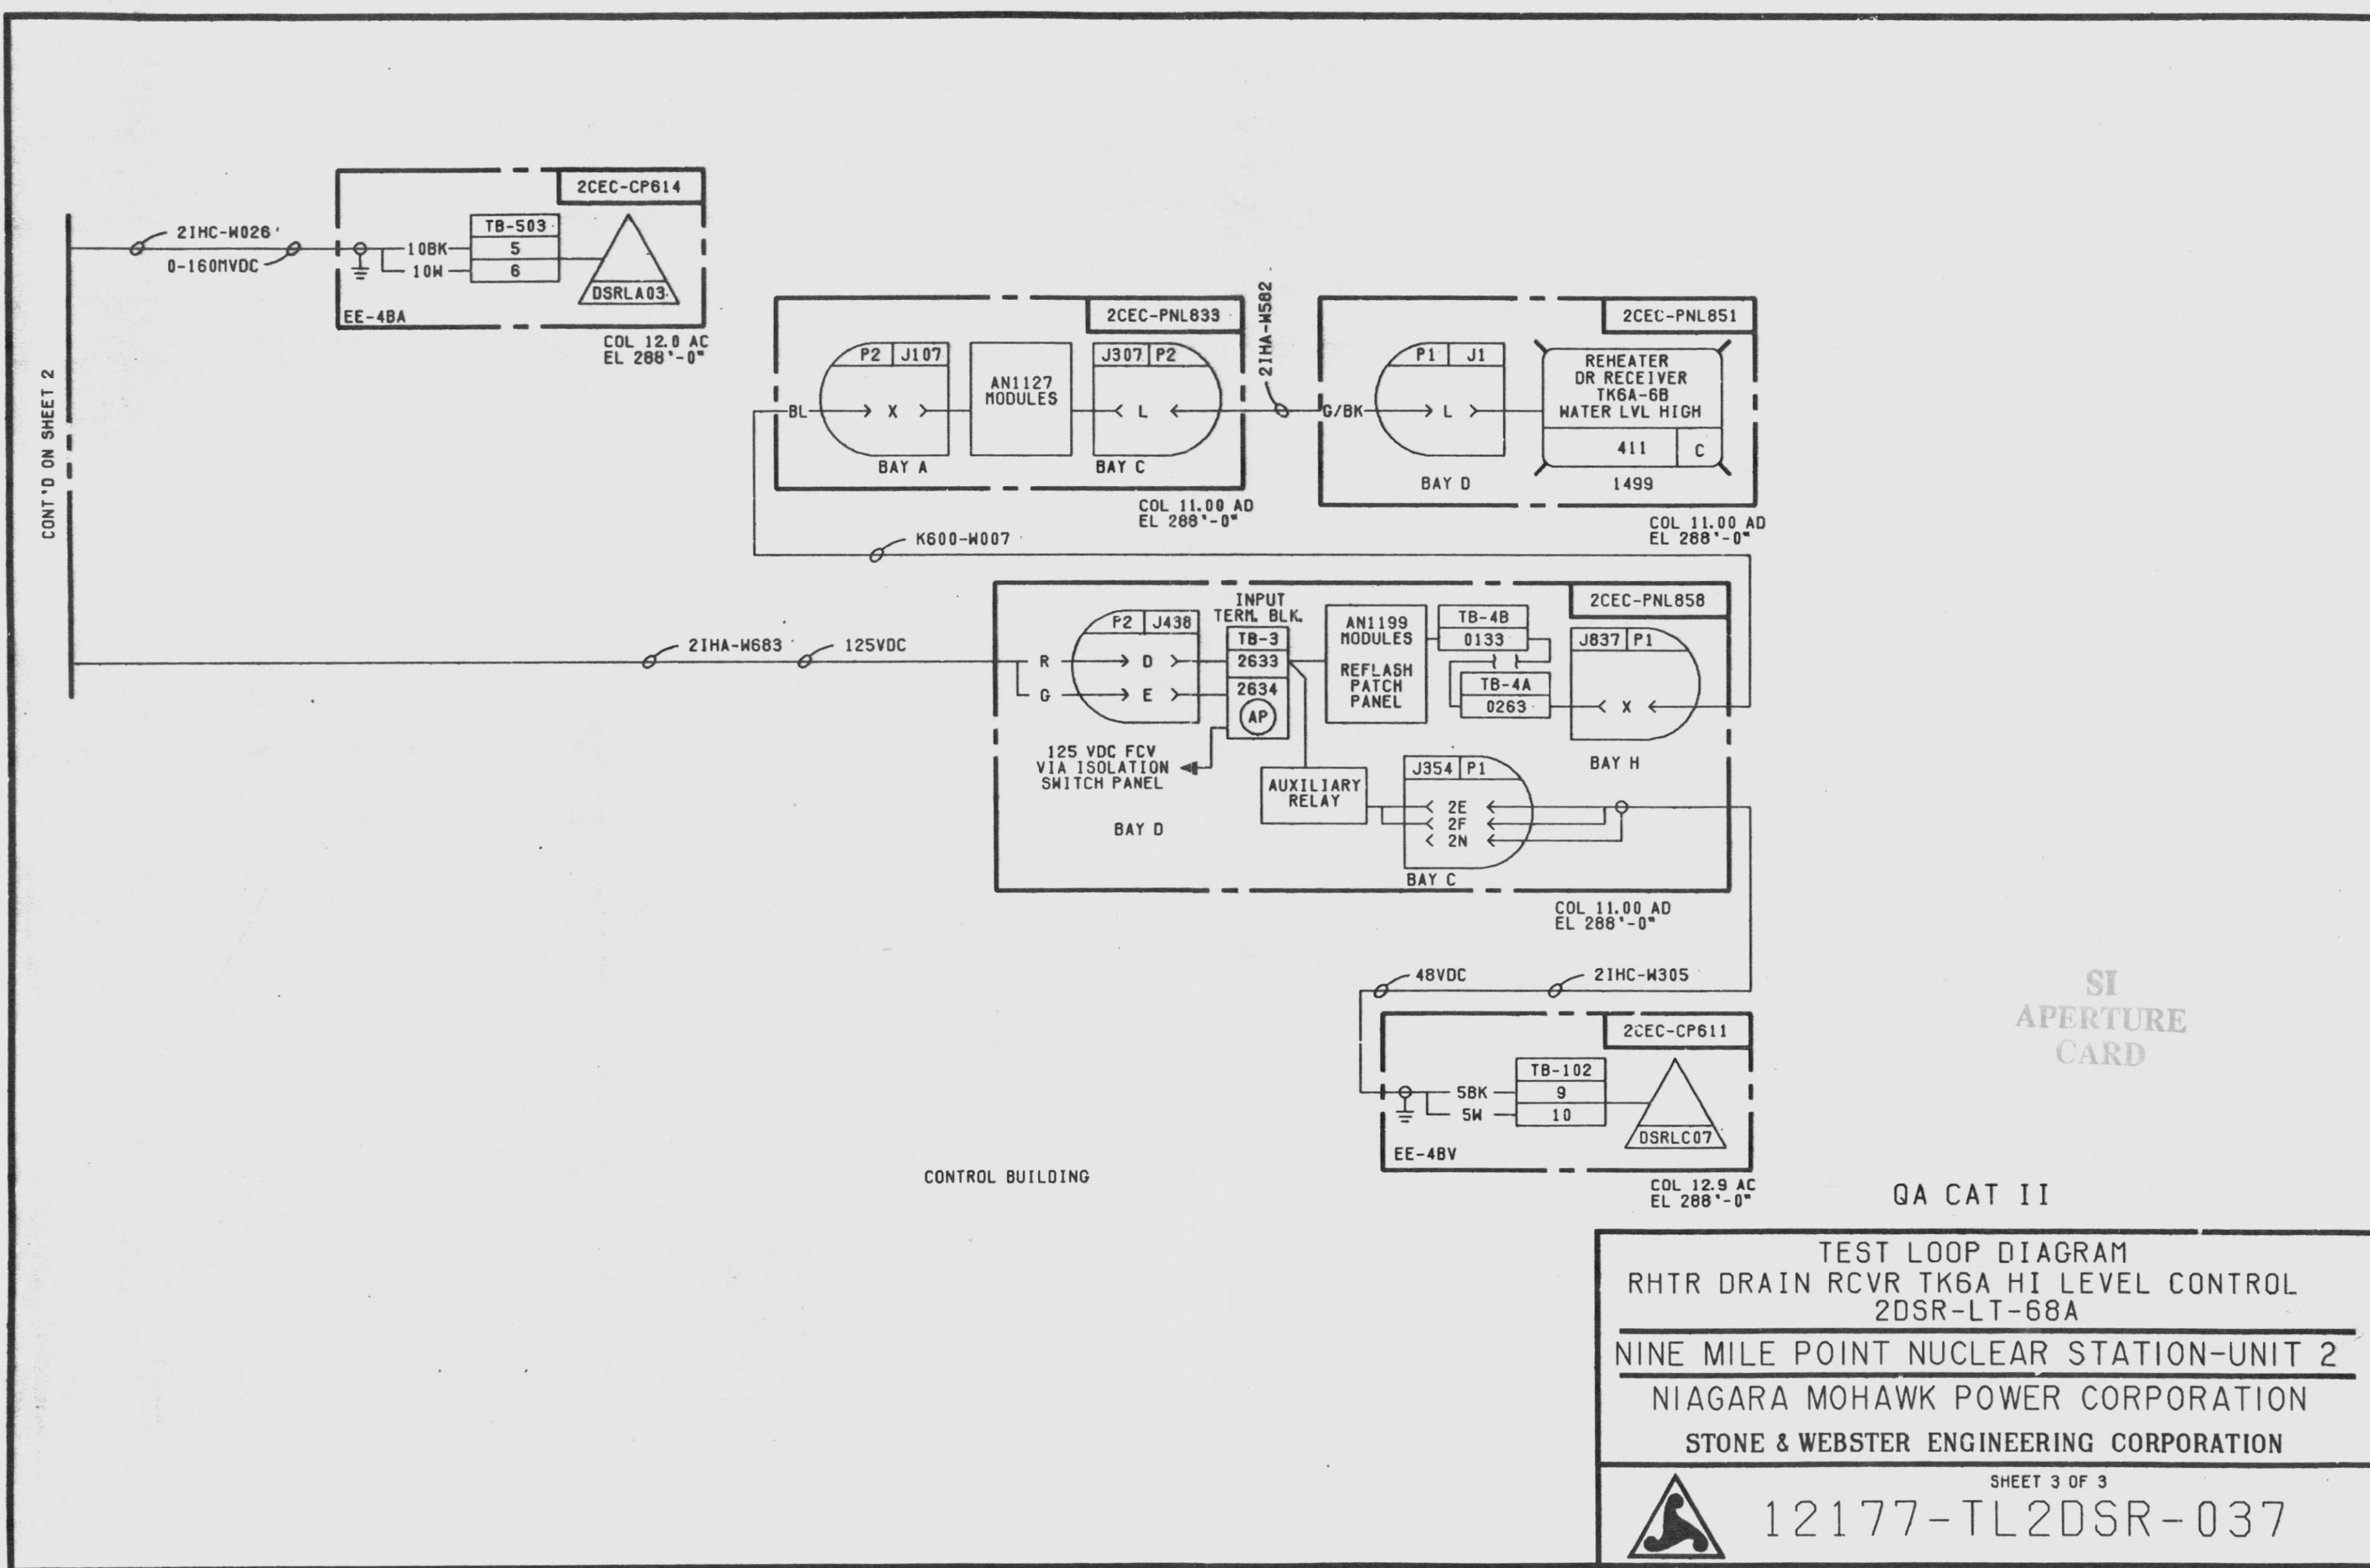 2CEC-CP614
2IHC-W026
0-160MVDC
TB-503
10BK
5
10W
6
DSRLA03
EE-4BA
COL 12.0 AC
EL 288'-0"
CONT'D ON SHEET 2
2CEC-PNL833
P2 J107
BL
X
BAY A
AN1127
MODULES
J307 P2
L
BAY C
COL 11.00 AD
EL 288'-0"
2IHA-W582
2CEC-PNL851
G/BK
P1 J1
L
BAY D
REHEATER
DR RECEIVER
TK6A-6B
WATER LVL HIGH
411 C
1499
COL 11.00 AD
EL 288'-0"
K600-W007
2CEC-PNL858
2IHA-W683
125VDC
R
G
P2 J438
D
E
INPUT
TERM. BLK.
TB-3
2633
2634
AP
125 VDC FCV
VIA ISOLATION
SWITCH PANEL
BAY D
AN1199
MODULES
REFLASH
PATCH
PANEL
TB-4B
0133
TB-4A
0263
J837 P1
X
BAY H
AUXILIARY
RELAY
J354 P1
2E
2F
2N
BAY C
COL 11.00 AD
EL 288'-0"
48VDC
2IHC-W305
2CEC-CP611
TB-102
5BK
9
5W
10
DSRLC07
EE-4BV
COL 12.9 AC
EL 288'-0"
CONTROL BUILDING
SI
APERTURE
CARD
QA CAT II
TEST LOOP DIAGRAM
RHTR DRAIN RCVR TK6A HI LEVEL CONTROL
2DSR-LT-68A
NINE MILE POINT NUCLEAR STATION-UNIT 2
NIAGARA MOHAWK POWER CORPORATION
STONE & WEBSTER ENGINEERING CORPORATION
SHEET 3 OF 3
12177-TL2DSR-037